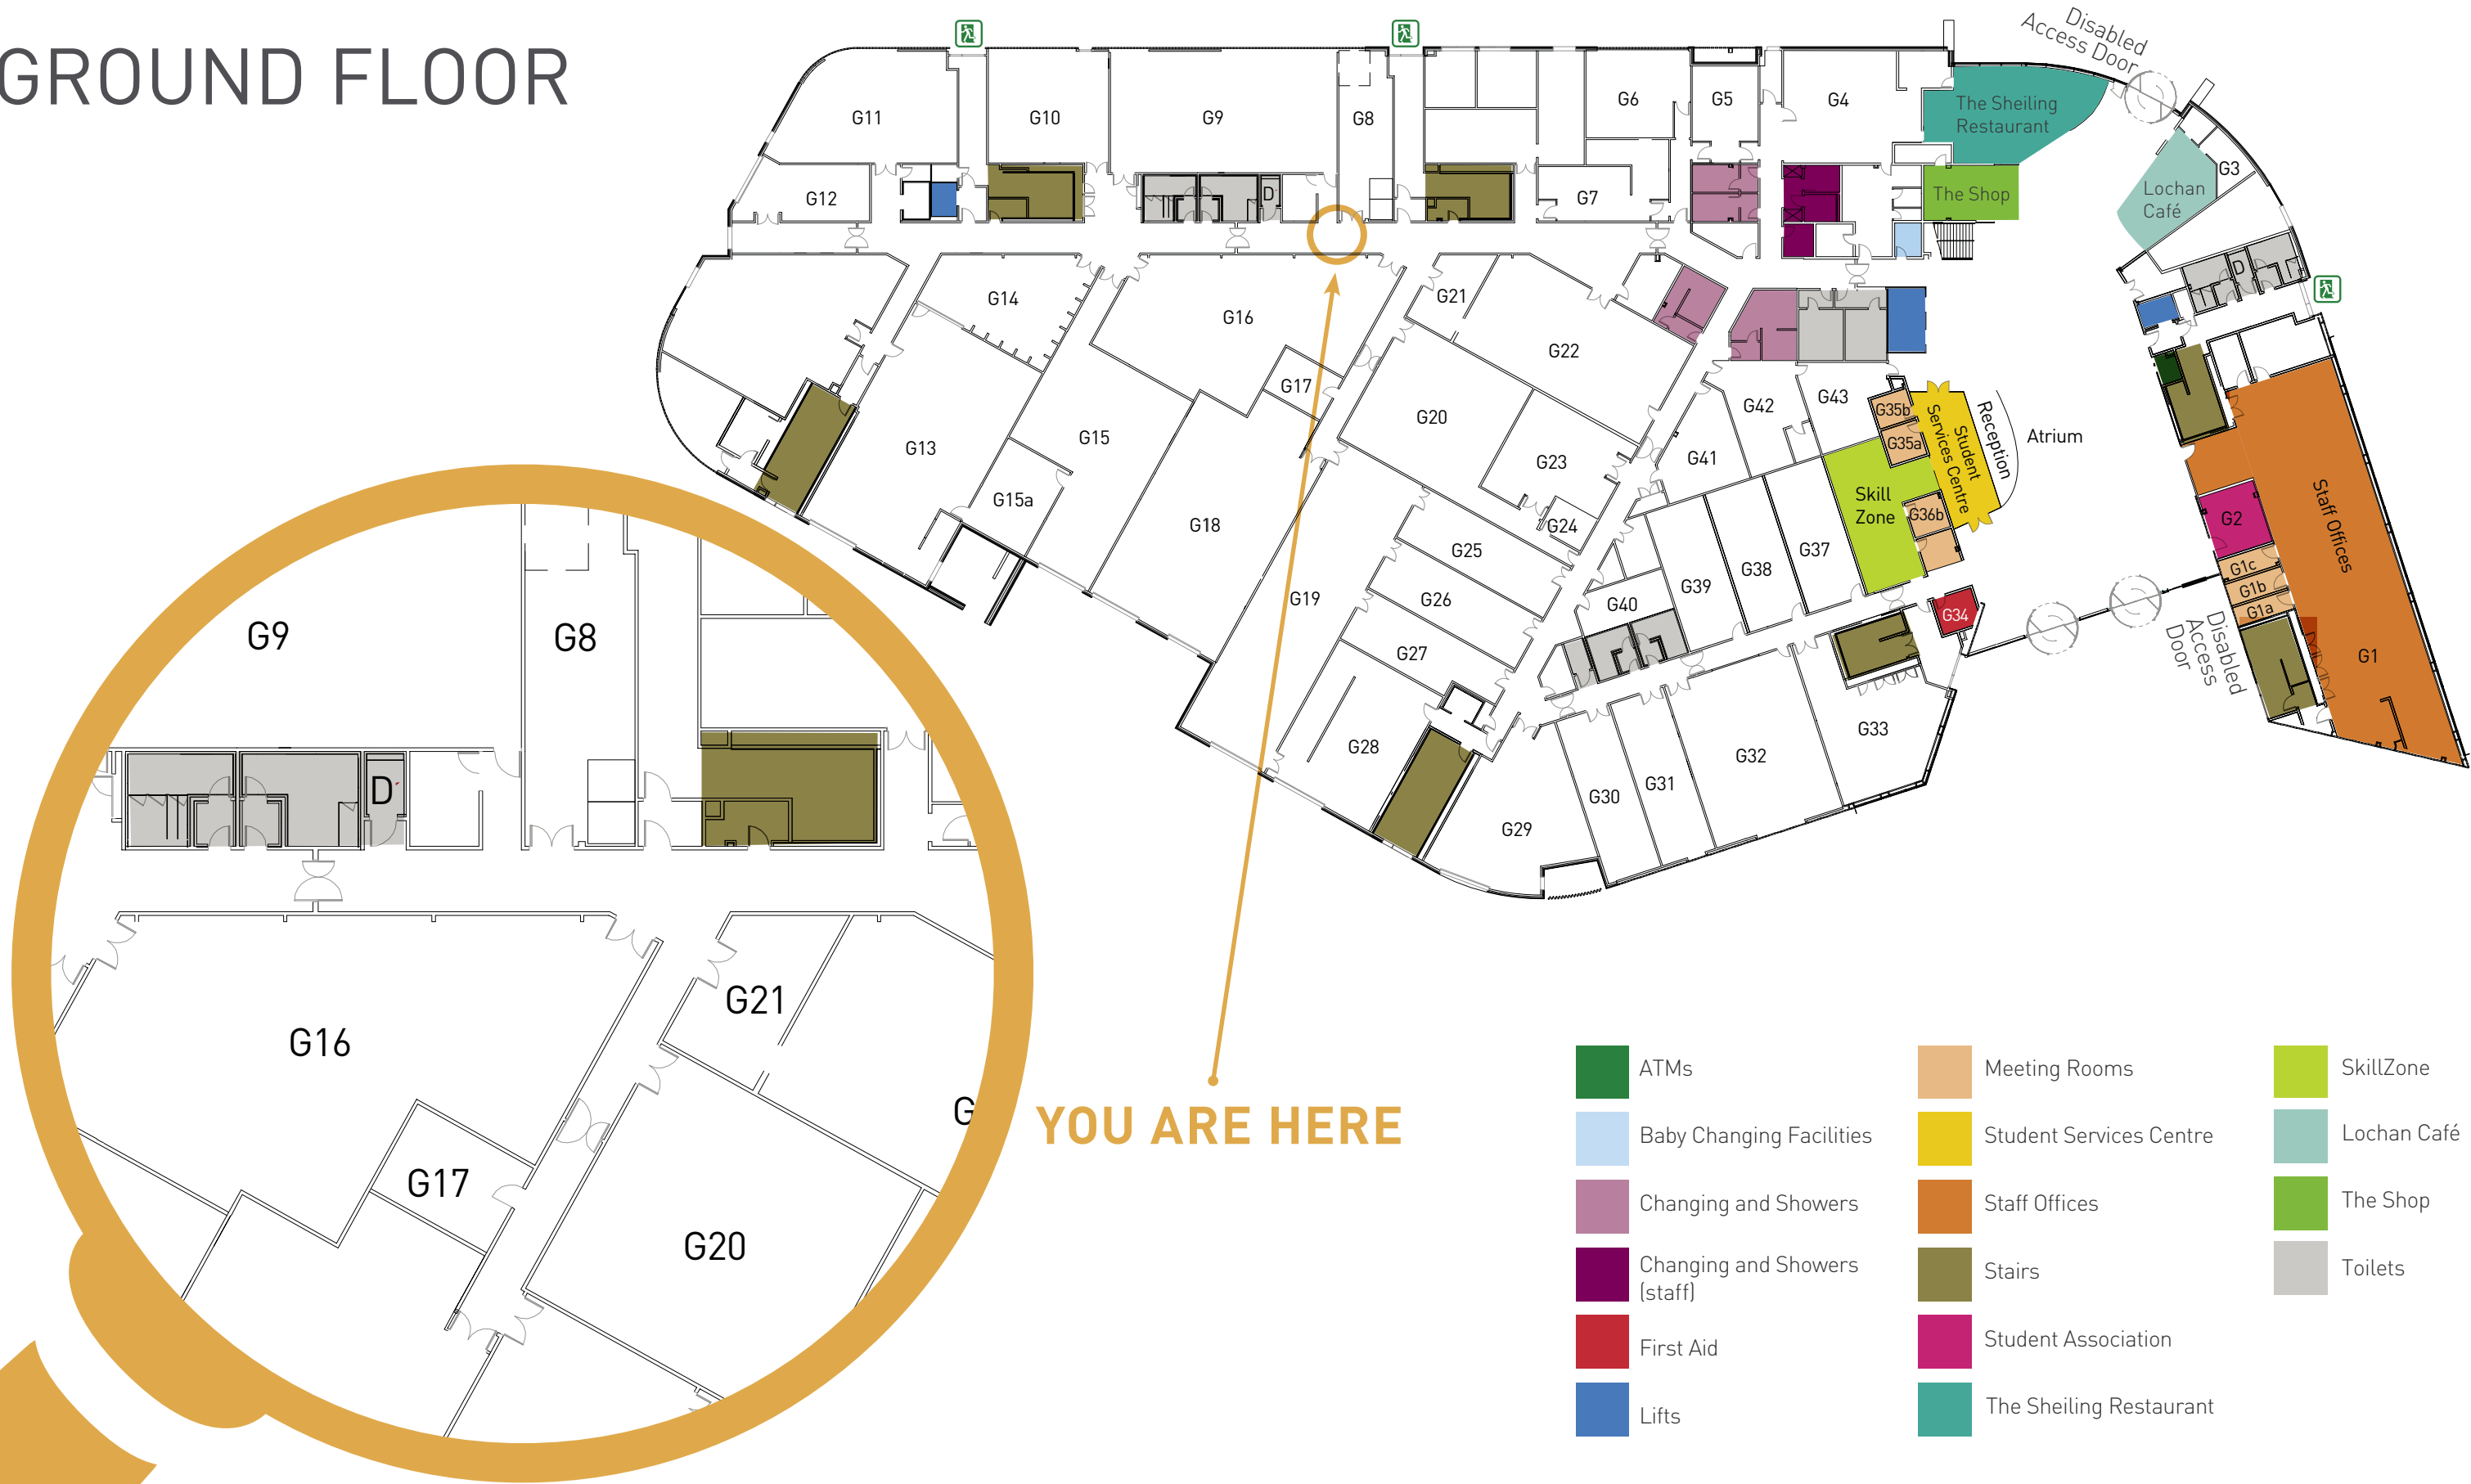 GROUND FLOOR
Disabled
Access Door
G11
G10
G9
G8
G6
G5
G4
The Sheiling
Restaurant
G12
D
G7
The Shop
Lochan
Café
G3
D
G14
G16
G21
G22
G17
G13
G15
G20
G42
G43
G35b
G35a
Student
Services Centre
Reception
Atrium
G15a
G18
G23
G24
G41
Skill
Zone
G36b
G2
Staff Offices
G25
G26
G27
G19
G28
G39
G38
G37
G40
G34
G1c
G1b
G1a
Disabled
Access
Door
G1
G33
G32
G31
G30
G29
G9
G8
D
G16
G21
G
G17
G20
YOU ARE HERE
ATMs
Baby Changing Facilities
Changing and Showers
Changing and Showers
(staff)
First Aid
Lifts
Meeting Rooms
Student Services Centre
Staff Offices
Stairs
Student Association
The Sheiling Restaurant
SkillZone
Lochan Café
The Shop
Toilets